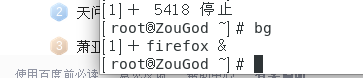 2 天问
[1]＋ 5418 停止
[root@ZouGod ~]# bg
[1]＋firefox &
3 萧亚
[root@ZouGod ~]#
使用百度前必读